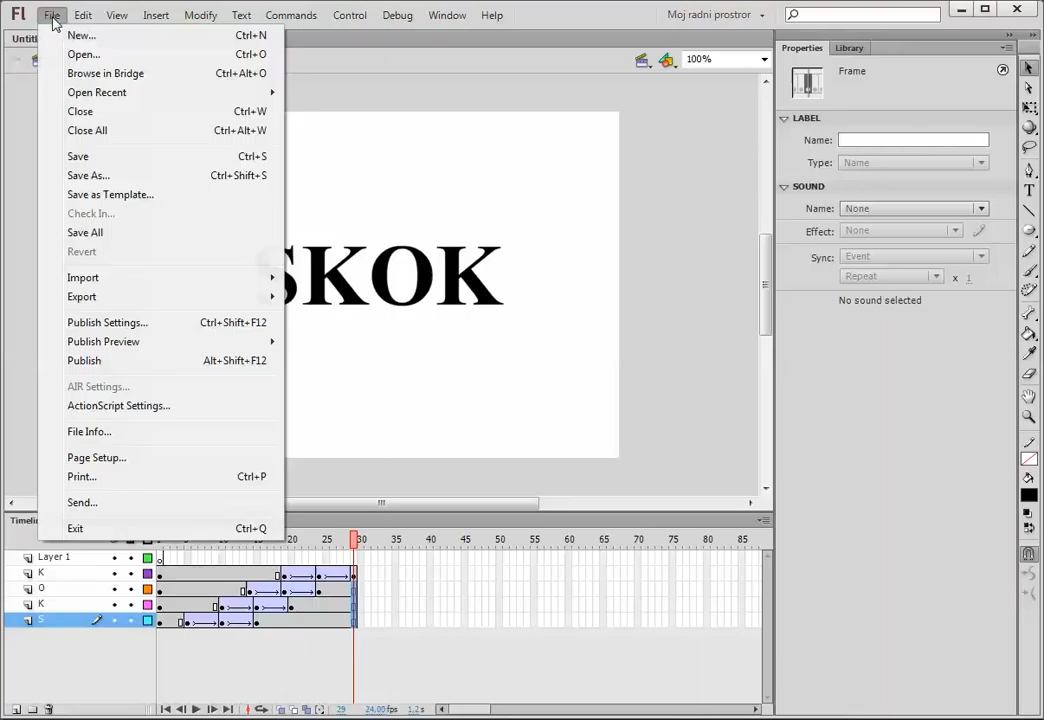 Fl File Edit View Insert Modify Text Commands Control Debug Window Help Moj radni prostor
New... Ctrl+N
Open... Ctrl+O
Browse in Bridge Ctrl+Alt+O
Open Recent
Close Ctrl+W
Close All Ctrl+Alt+W
Save Ctrl+S
Save As... Ctrl+Shift+S
Save as Template...
Check In...
Save All
Revert
Import
Export
Publish Settings... Ctrl+Shift+F12
Publish Preview
Publish Alt+Shift+F12
AIR Settings...
ActionScript Settings...
File Info...
Page Setup...
Print... Ctrl+P
Send...
Exit Ctrl+Q
100%
SKOK
Properties Library
Frame
LABEL
Name:
Type: Name
SOUND
Name: None
Effect: None
Sync: Event
Repeat x 1
No sound selected
20 25 30 35 40 45 50 55 60 65 70 75 80 85
Layer 1
K
O
K
S
29 24,00 fps 1,2 s